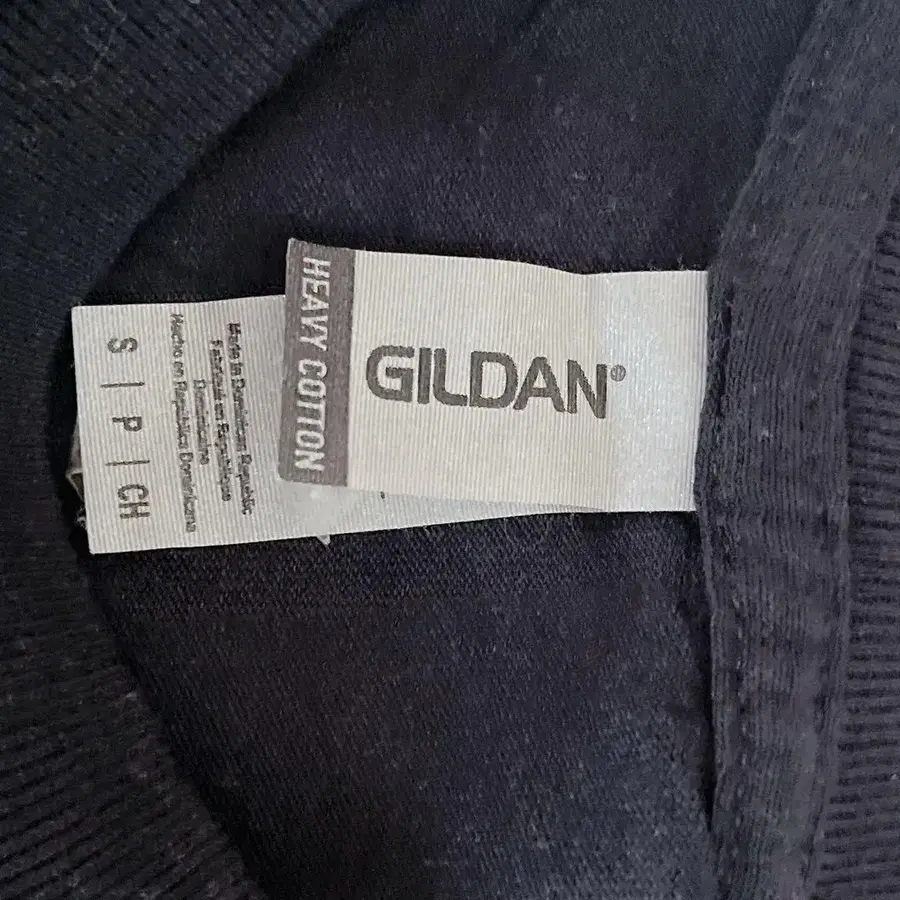 GILDAN®
HEAVY COTTON
Made in Dominican Republic
Fabriqué en République
Dominicaine
Hecho en República Dominicana
S | P | CH